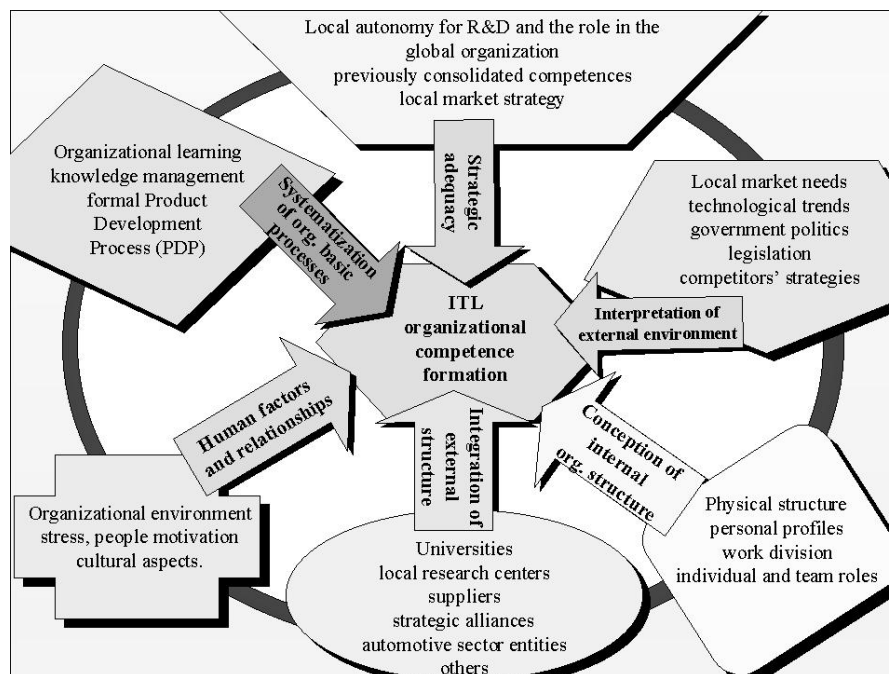 Local autonomy for R&D and the role in the
global organization
previously consolidated competences
local market strategy
Strategic
adequacy
Organizational learning
knowledge management
formal Product
Development
Process (PDP)
Systematization
of org. basic
processes
Local market needs
technological trends
government politics
legislation
competitors’ strategies
Interpretation of
external environment
ITL
organizational
competence
formation
Human factors
and relationships
Organizational environment
stress, people motivation
cultural aspects.
Integration of
external
structure
Universities
local research centers
suppliers
strategic alliances
automotive sector entities
others
Conception of
internal
org. structure
Physical structure
personal profiles
work division
individual and team roles